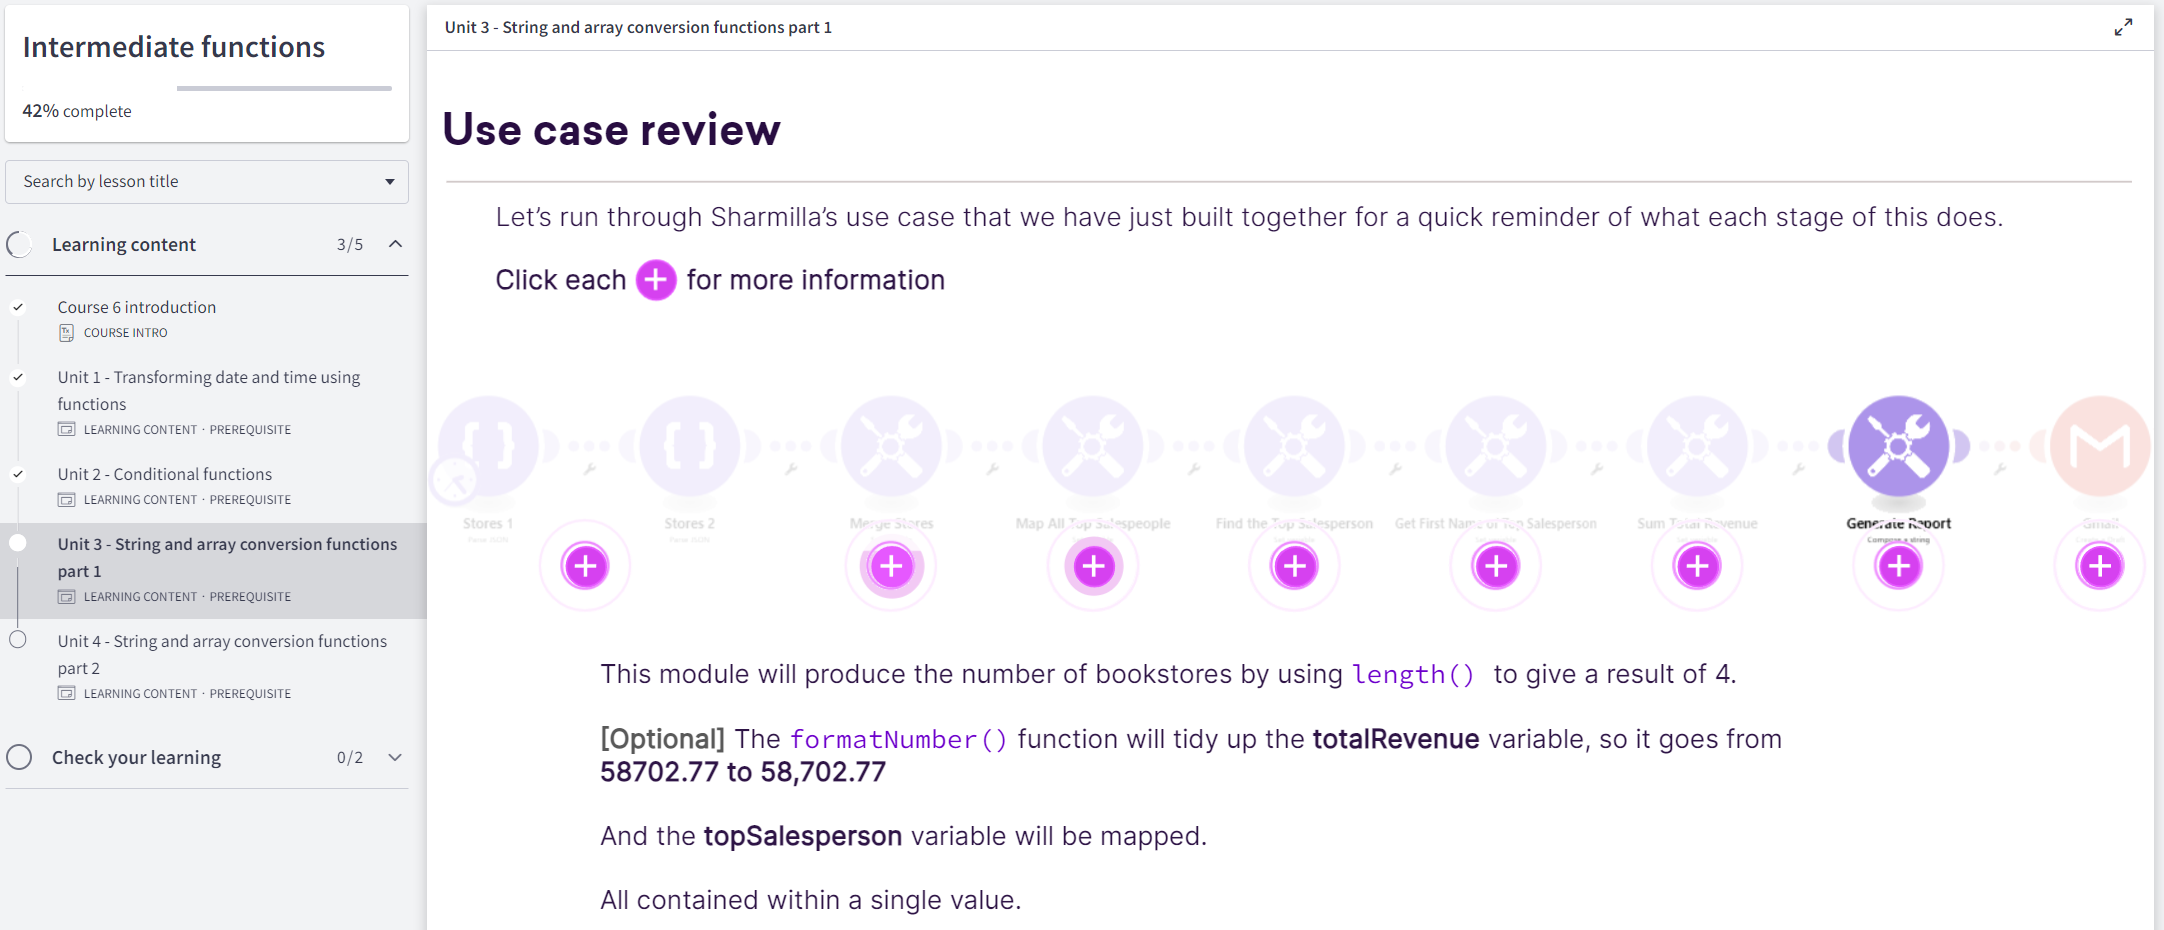 Intermediate functions
42% complete
Search by lesson title
Learning content 3/5
Course 6 introduction
COURSE INTRO
Unit 1 - Transforming date and time using
functions
LEARNING CONTENT · PREREQUISITE
Unit 2 - Conditional functions
LEARNING CONTENT · PREREQUISITE
Unit 3 - String and array conversion functions
part 1
LEARNING CONTENT · PREREQUISITE
Unit 4 - String and array conversion functions
part 2
LEARNING CONTENT · PREREQUISITE
Check your learning 0/2
Unit 3 - String and array conversion functions part 1
Use case review
Let’s run through Sharmilla’s use case that we have just built together for a quick reminder of what each stage of this does.
Click each + for more information
Stores 1 Stores 2 Merge Stores Map All Top Salespeople Find the Top Salesperson Get First Name of Top Salesperson Sum Total Revenue Generate Report Gmail
Parse JSON Parse JSON Compose a string
This module will produce the number of bookstores by using length() to give a result of 4.
[Optional] The formatNumber() function will tidy up the totalRevenue variable, so it goes from
58702.77 to 58,702.77
And the topSalesperson variable will be mapped.
All contained within a single value.